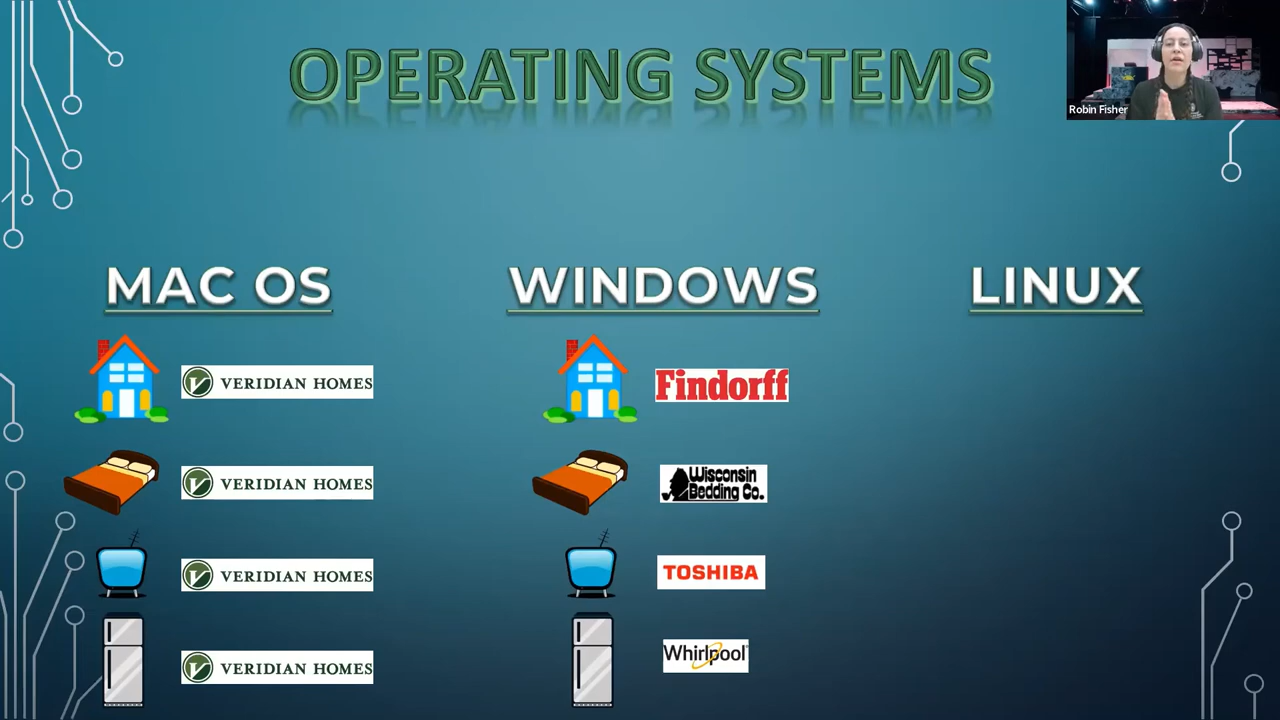 OPERATING SYSTEMS
Robin Fisher
MAC OS
WINDOWS
LINUX
VERIDIAN HOMES
Findorff
VERIDIAN HOMES
Wisconsin
Bedding Co.
VERIDIAN HOMES
TOSHIBA
VERIDIAN HOMES
Whirlpool